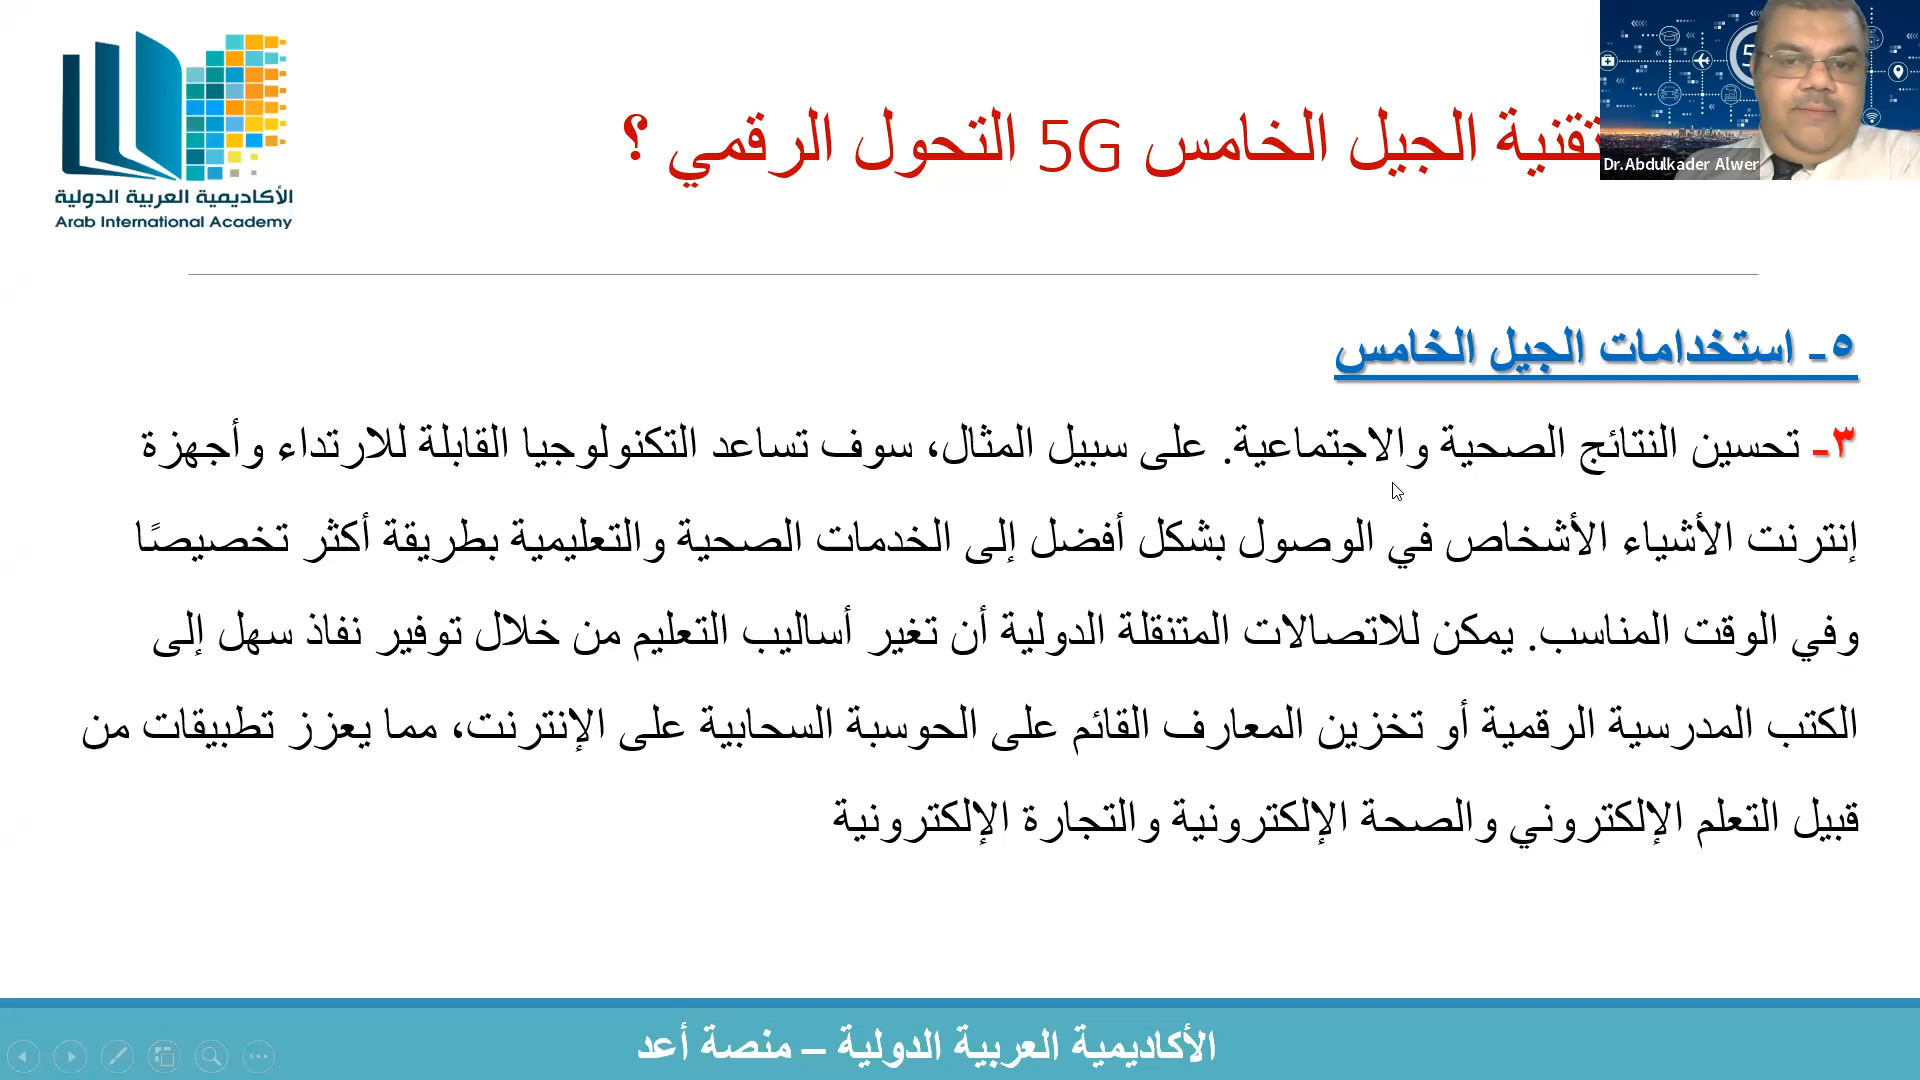 الأكاديمية العربية الدولية
Arab International Academy
تقنية الجيل الخامس 5G التحول الرقمي ؟
Dr.Abdulkader Alwer
٥- استخدامات الجيل الخامس
٣- تحسين النتائج الصحية والاجتماعية. على سبيل المثال، سوف تساعد التكنولوجيا القابلة للارتداء وأجهزة
إنترنت الأشياء الأشخاص في الوصول بشكل أفضل إلى الخدمات الصحية والتعليمية بطريقة أكثر تخصيصًا
وفي الوقت المناسب. يمكن للاتصالات المتنقلة الدولية أن تغير أساليب التعليم من خلال توفير نفاذ سهل إلى
الكتب المدرسية الرقمية أو تخزين المعارف القائم على الحوسبة السحابية على الإنترنت، مما يعزز تطبيقات من
قبيل التعلم الإلكتروني والصحة الإلكترونية والتجارة الإلكترونية
الأكاديمية العربية الدولية – منصة أعد